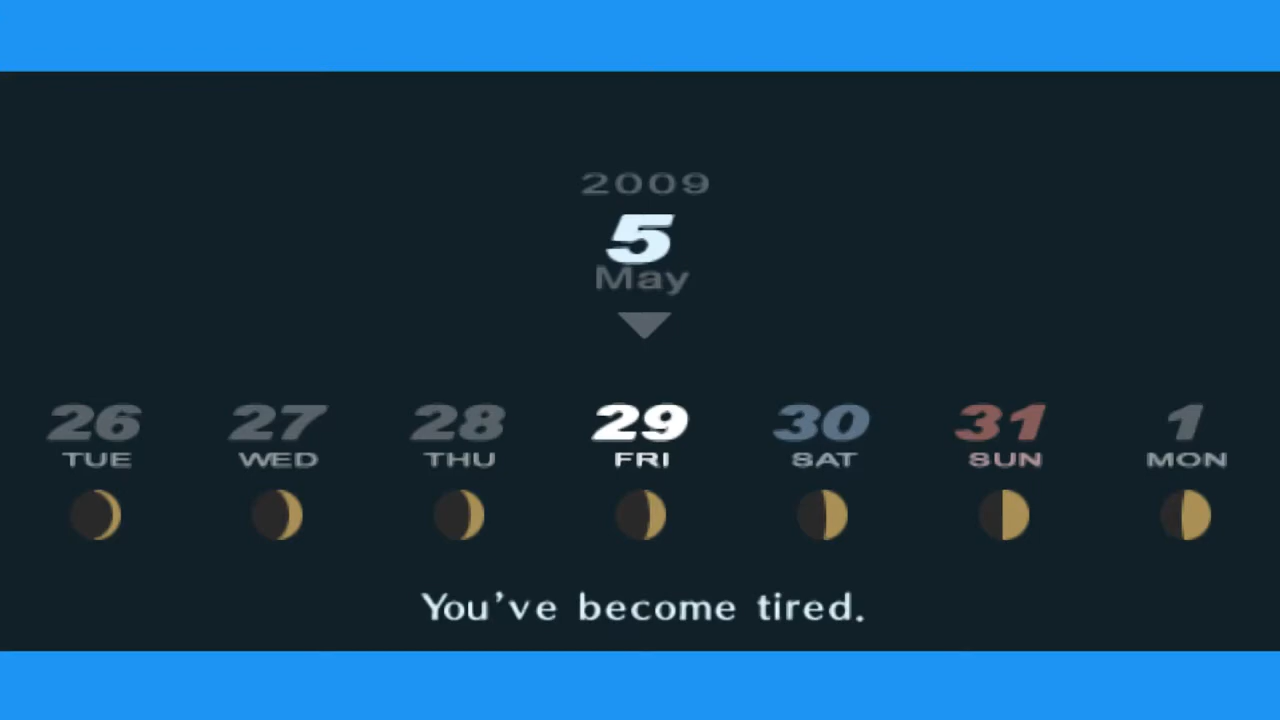 2009
5
May
26 27 28 29 30 31 1
TUE WED THU FRI SAT SUN MON
You've become tired.